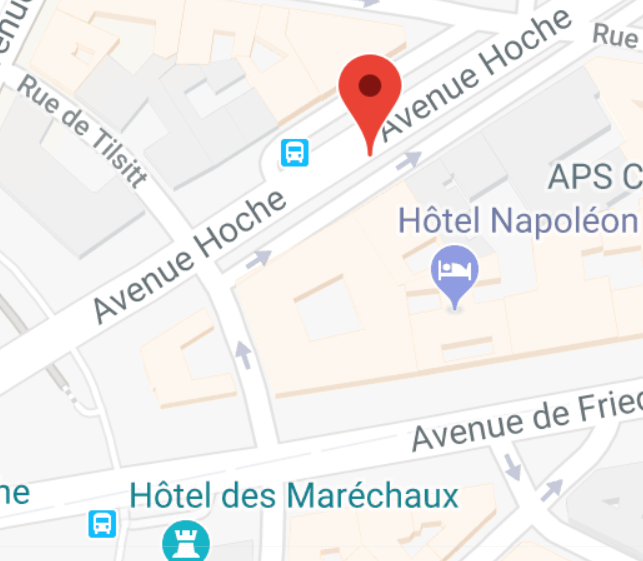 Avenue Hoche
Rue
Rue de Tilsitt
APS C
Hôtel Napoléon
Avenue Hoche
Avenue de Fried
Hôtel des Maréchaux